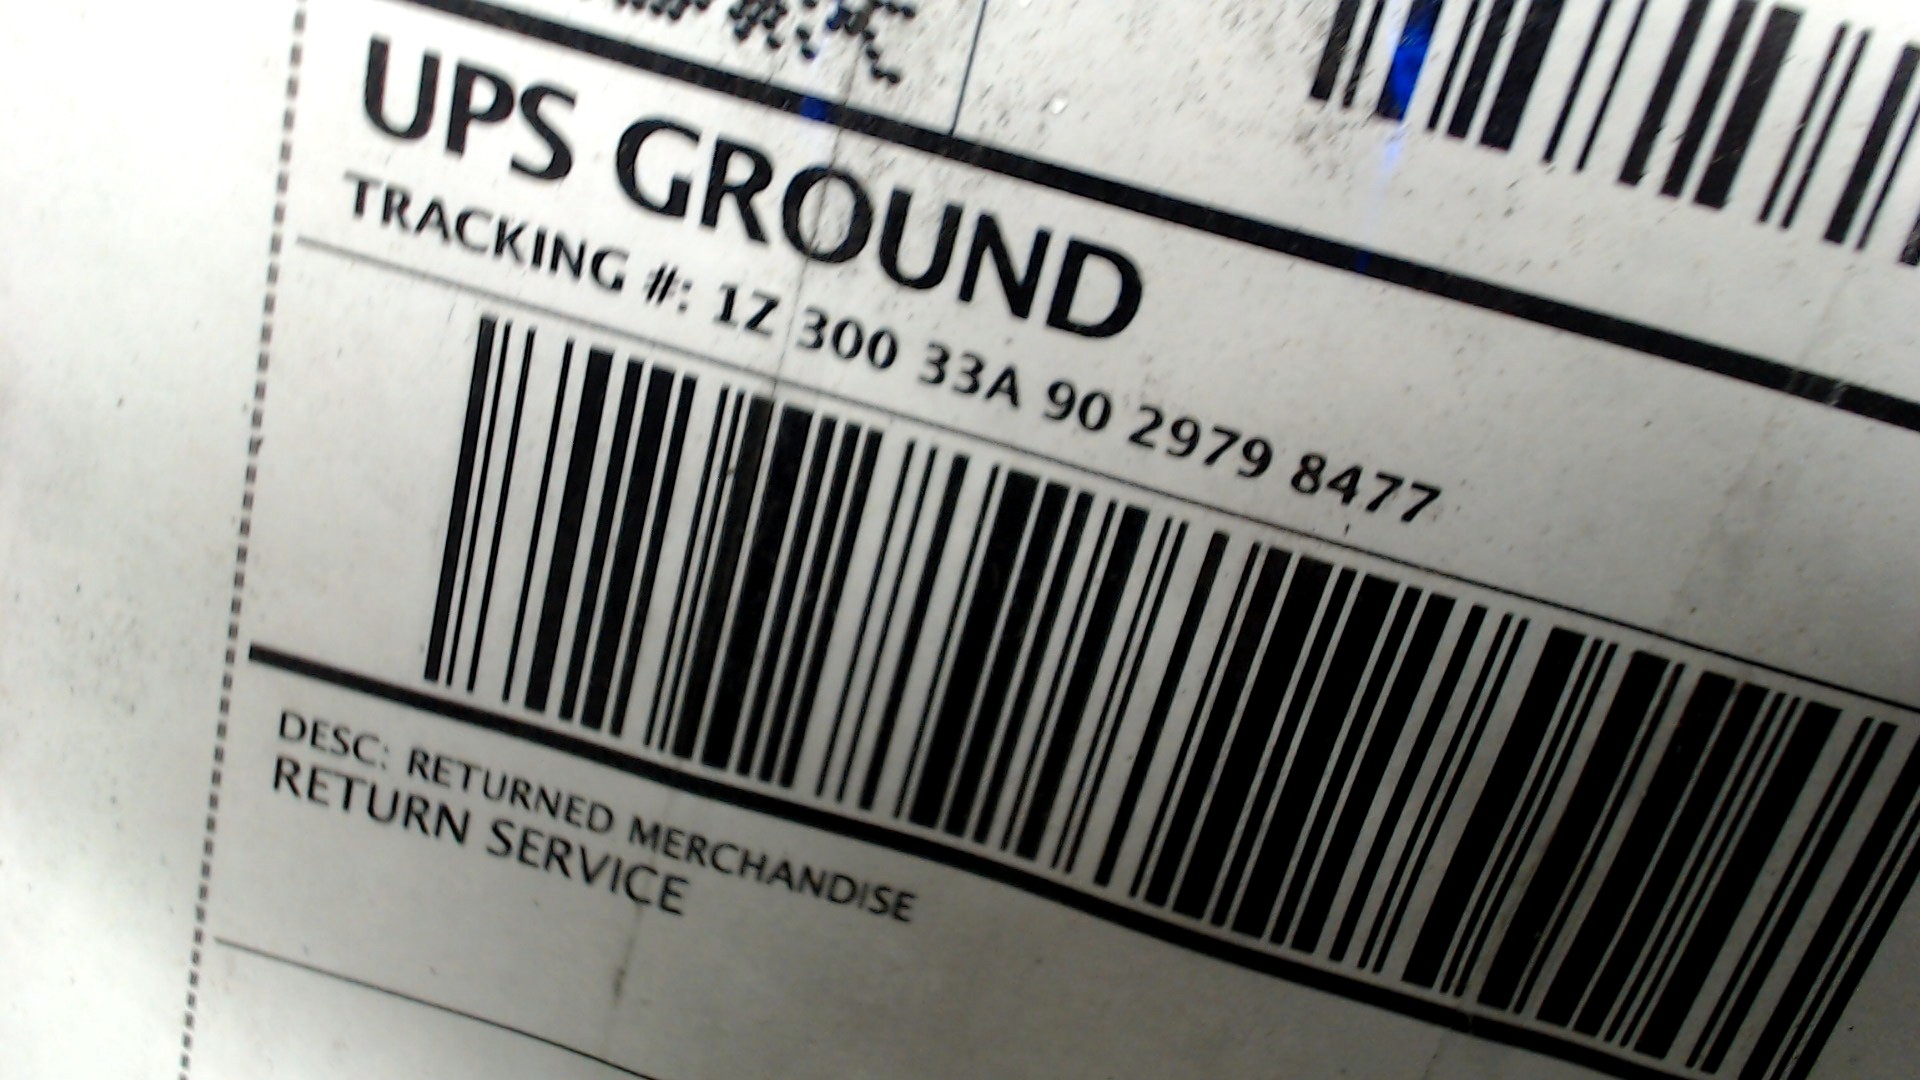 UPS GROUND
TRACKING #: 1Z 300 33A 90 2979 8477
DESC: RETURNED MERCHANDISE
RETURN SERVICE